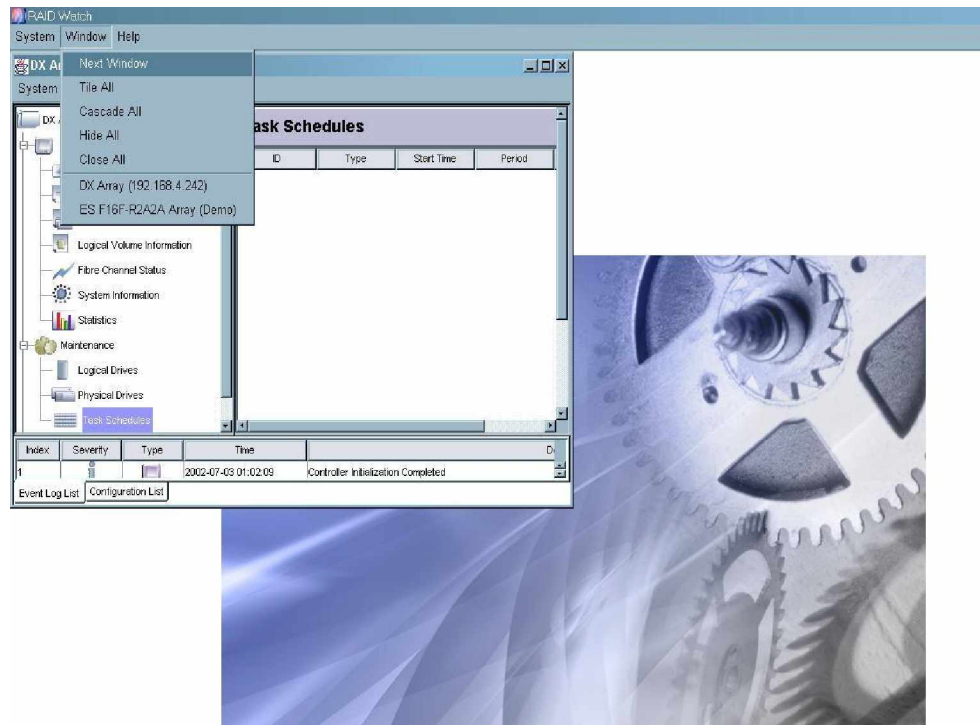 RAID Watch
System Window Help
DX A
Next Window
Tile All
Cascade All
Hide All
Close All
DX Array (192.168.4.242)
ES F16F-R2A2A Array (Demo)
System
DX
ask Schedules
ID Type Start Time Period
Logical Volume Information
Fibre Channel Status
System Information
Statistics
Maintenance
Logical Drives
Physical Drives
Task Schedules
Index Severity Type Time D
1 2002-07-03 01:02:09 Controller Initialization Completed
Event Log List Configuration List